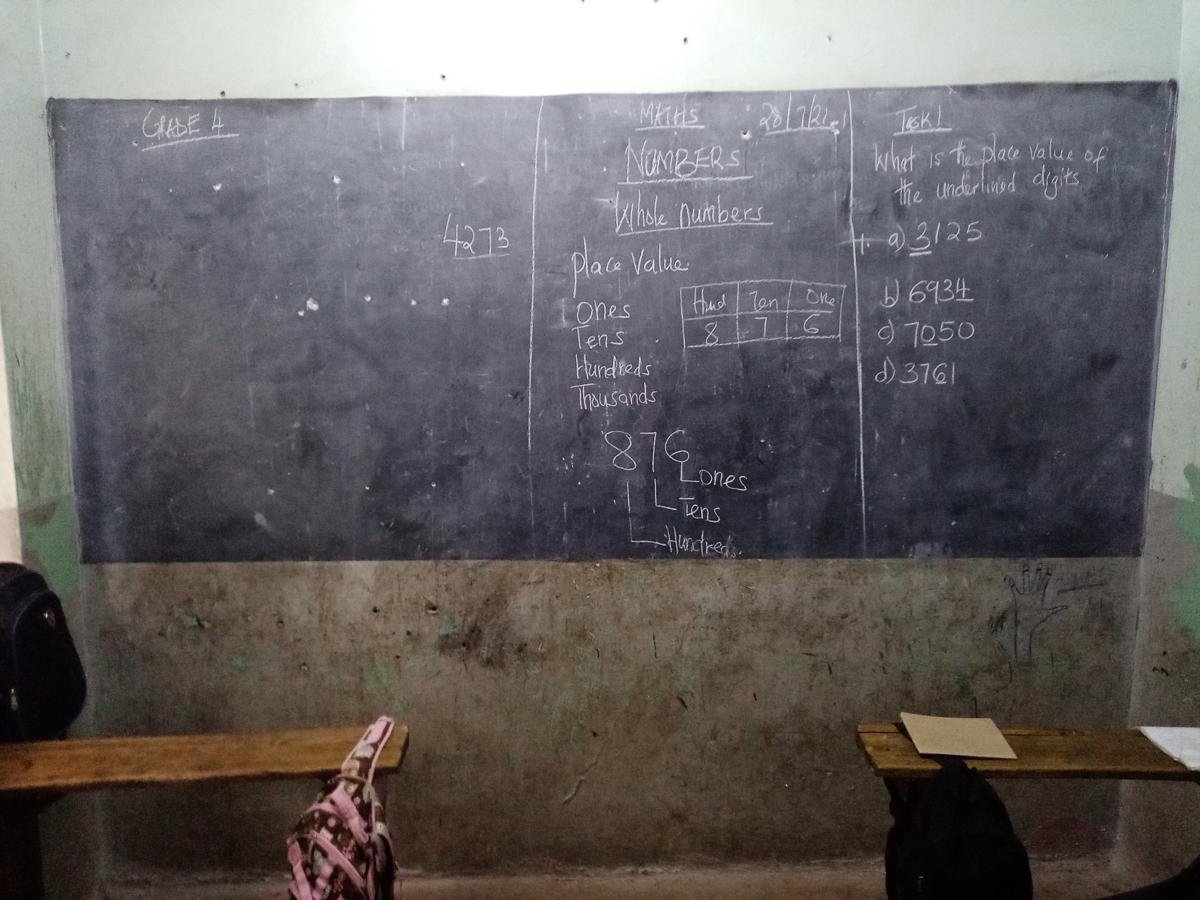 GRADE 4
4273
MATHS 28/7/21
NUMBERS
Whole Numbers
Place Value
Ones
Tens
Hundreds
Thousands
Hund Ten One
8 7 6
876
Ones
Tens
Hundreds.
Task 1
What is the place value of
the underlined digits
1. a) 3125
b) 6934
c) 7050
d) 3761